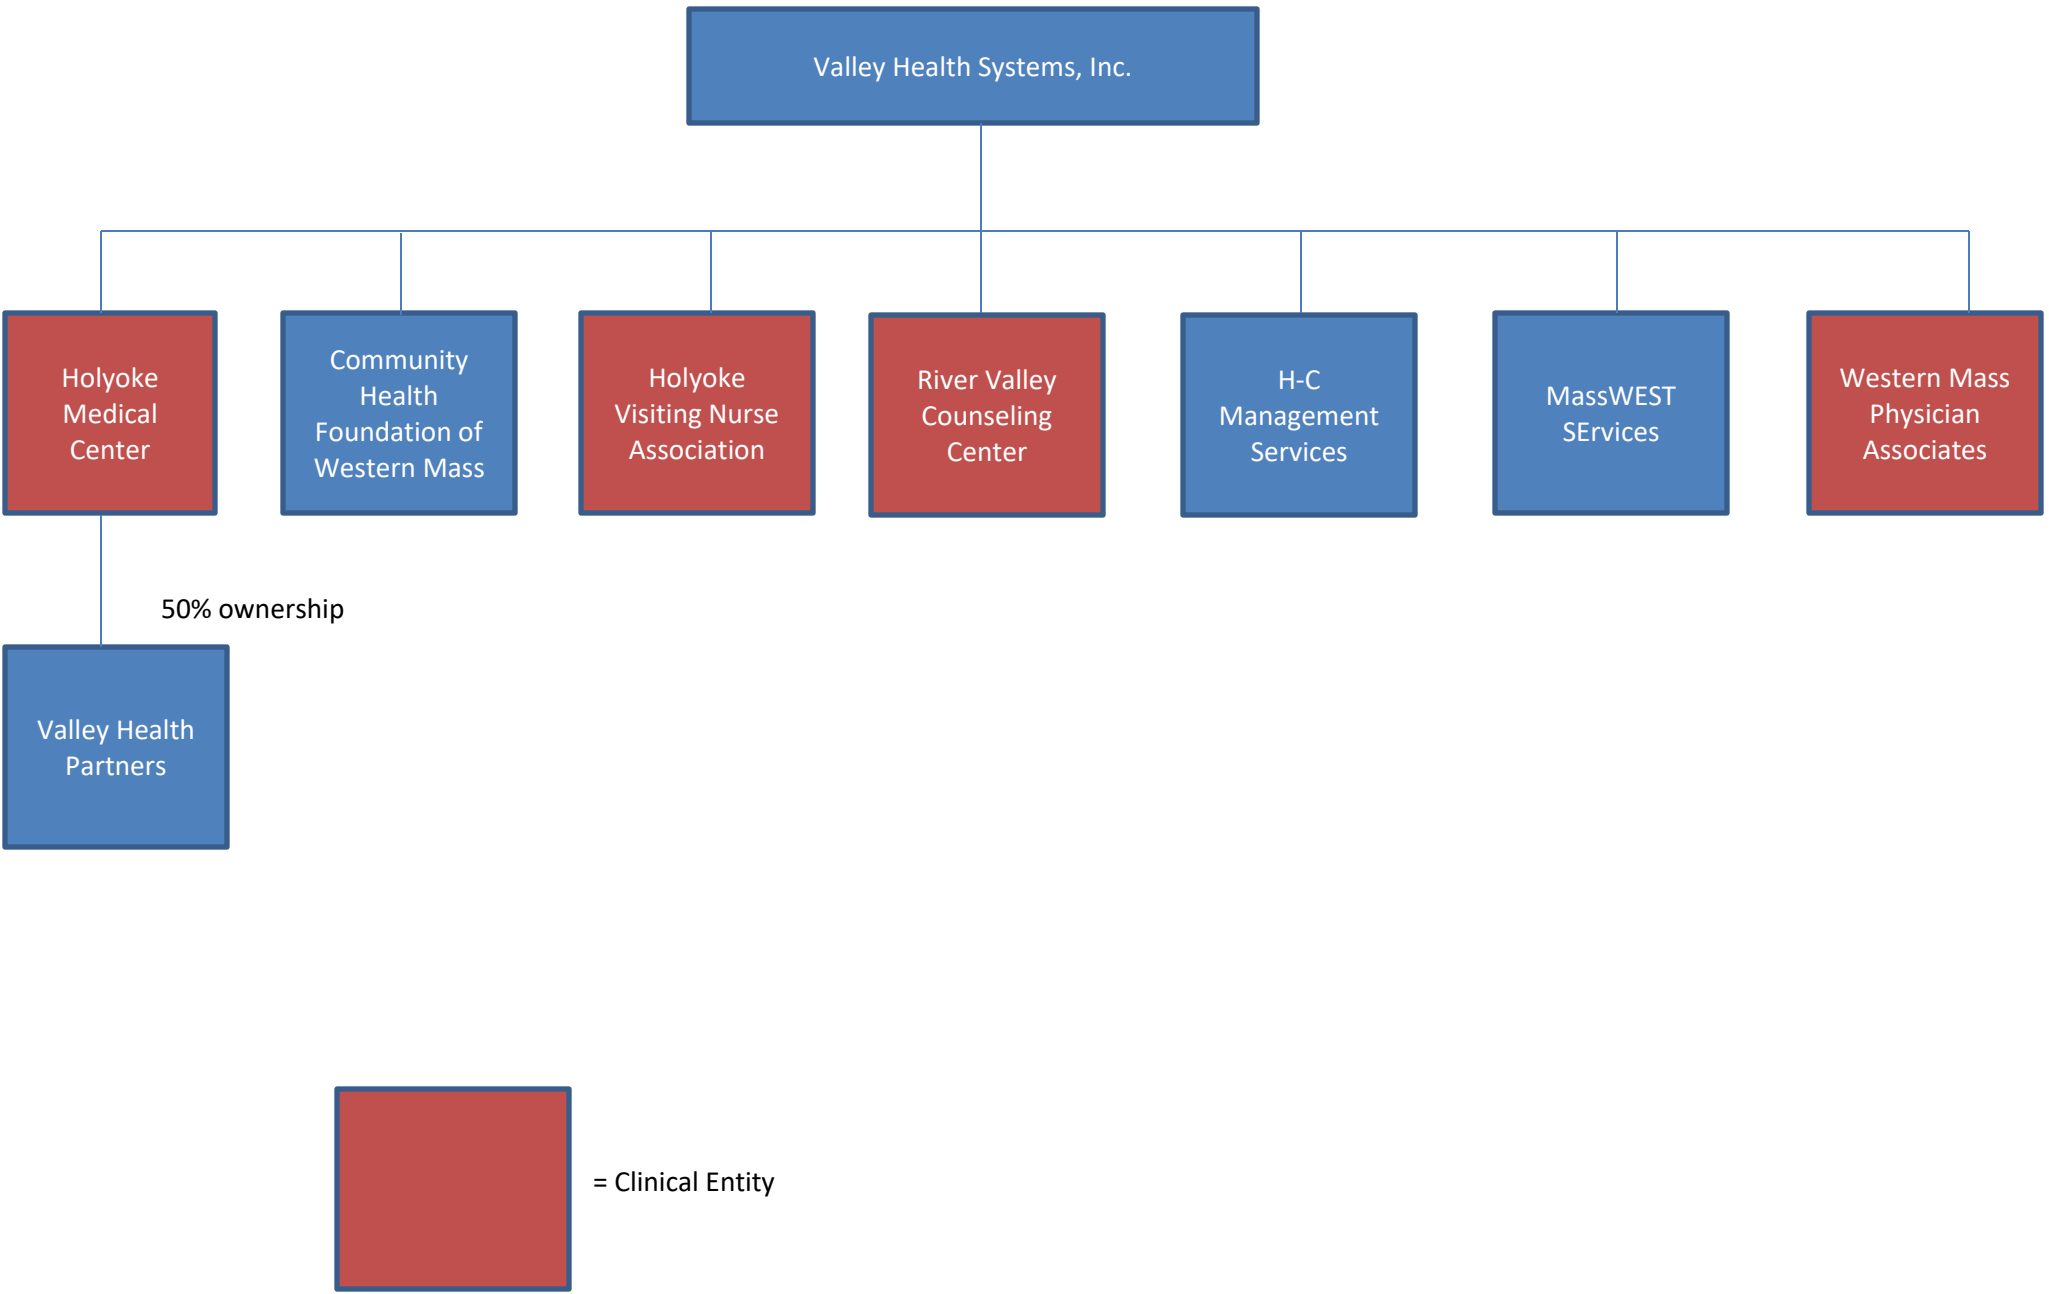 Valley Health Systems, Inc.
Holyoke
Medical
Center
Community
Health
Foundation of
Western Mass
Holyoke
Visiting Nurse
Association
River Valley
Counseling
Center
H-C
Management
Services
MassWEST
SErvices
Western Mass
Physician
Associates
50% ownership
Valley Health
Partners
= Clinical Entity